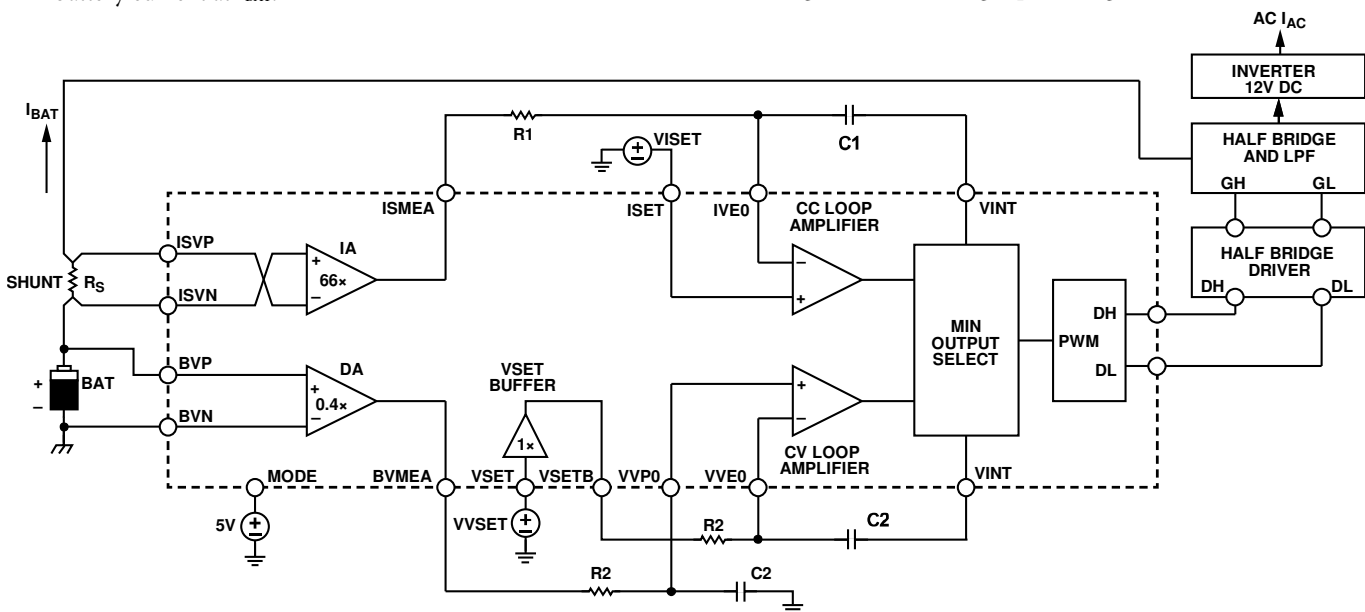 AC I_AC
INVERTER
12V DC
I_BAT
R1
C1
VISET
HALF BRIDGE
AND LPF
GH
GL
ISMEA
ISET
IVE0
CC LOOP
AMPLIFIER
VINT
ISVP
IA
+
66×
−
−
+
HALF BRIDGE
DRIVER
DH
DL
SHUNT
R_S
ISVN
MIN
OUTPUT
SELECT
PWM
DH
DL
BVP
DA
+
0.4×
−
VSET
BUFFER
1×
+
−
BAT
+
−
BVN
CV LOOP
AMPLIFIER
MODE
BVMEA
VSET
VSETB
VVP0
VVE0
VINT
5V
VVSET
R2
C2
R2
C2